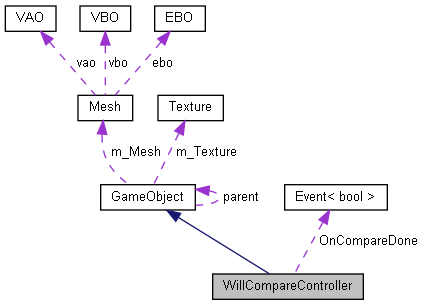 VAO
VBO
EBO
vao
vbo
ebo
Mesh
Texture
m_Mesh
m_Texture
GameObject
parent
Event< bool >
OnCompareDone
WillCompareController